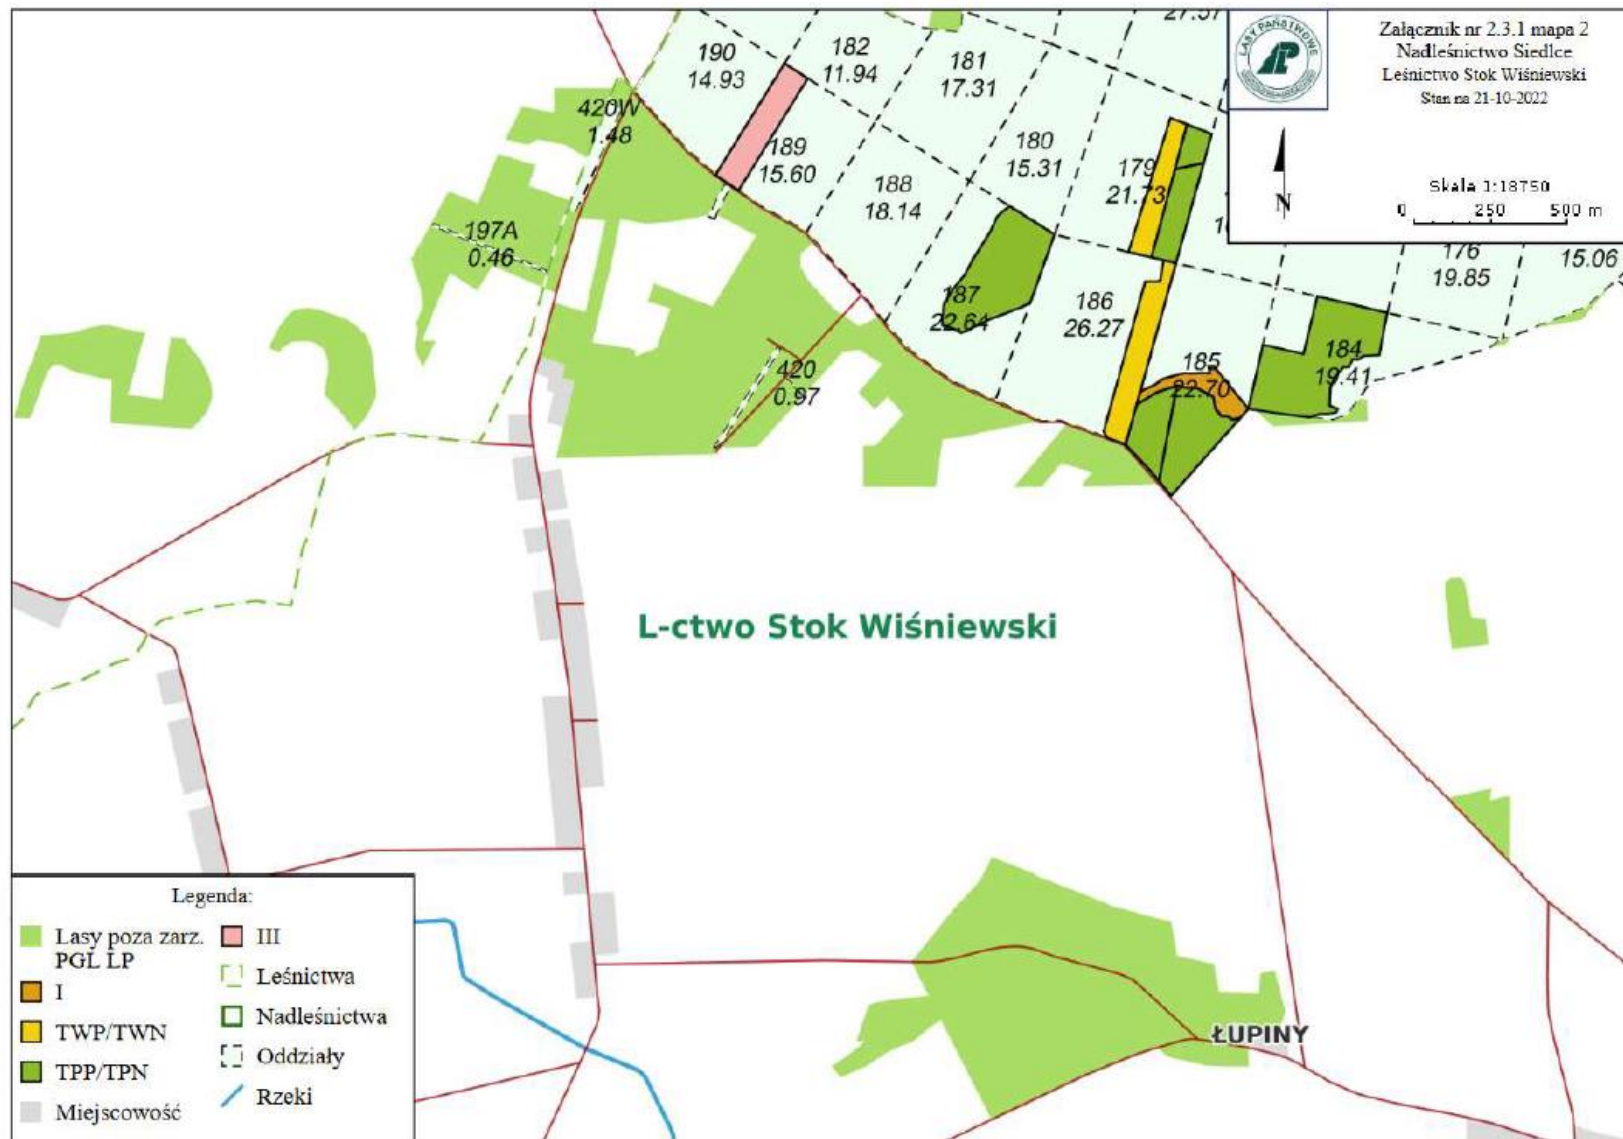 27.57
Załącznik nr 2.3.1 mapa 2
Nadleśnictwo Siedlce
Leśnictwo Stok Wiśniewski
Stan na 21-10-2022
LASY PAŃSTWOWE
N
Skala 1:18750
0 250 500 m
190
14.93
182
11.94
181
17.31
420W
1.48
189
15.60
180
15.31
179
21.73
188
18.14
197A
0.46
176
19.85
15.06
187
22.64
186
26.27
185
22.70
184
19.41
420
0.97
L-ctwo Stok Wiśniewski
ŁUPINY
Legenda:
Lasy poza zarz.
PGL LP
I
TWP/TWN
TPP/TPN
Miejscowość
III
Leśnictwa
Nadleśnictwa
Oddziały
Rzeki